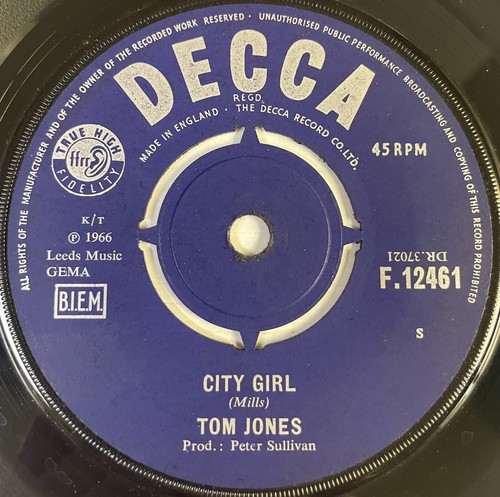 ALL RIGHTS OF THE MANUFACTURER AND OF THE OWNER OF THE RECORDED WORK RESERVED · UNAUTHORISED PUBLIC PERFORMANCE BROADCASTING AND COPYING OF THIS RECORD PROHIBITED
DECCA
REGD.
MADE IN ENGLAND · THE DECCA RECORD CO. LTD.
TRUE HIGH
ffrr
FIDELITY
45 RPM
K/T
℗ 1966
Leeds Music
GEMA
B.I.E.M.
DR.37021
F.12461
S
CITY GIRL
(Mills)
TOM JONES
Prod.: Peter Sullivan